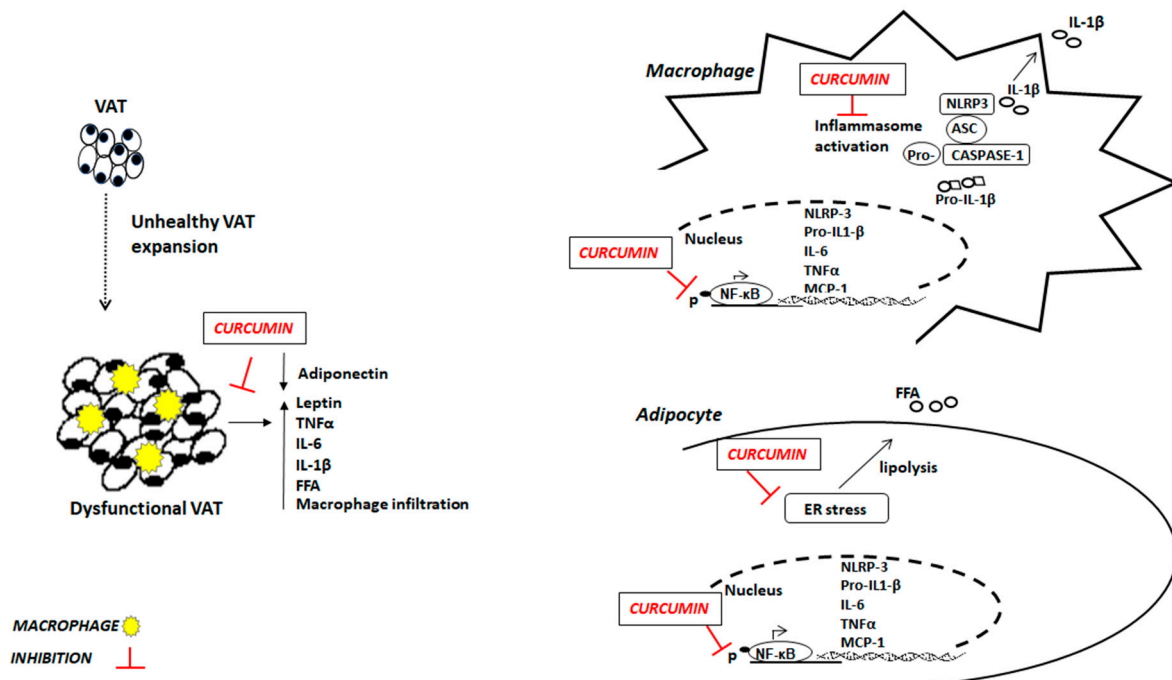 VAT
Unhealthy VAT
expansion
CURCUMIN
Adiponectin
Leptin
TNFα
IL-6
IL-1β
FFA
Macrophage infiltration
Dysfunctional VAT
MACROPHAGE
INHIBITION
Macrophage
CURCUMIN
Inflammasome
activation
IL-1β
IL-1β
NLRP3
ASC
Pro-
CASPASE-1
Pro-IL-1β
CURCUMIN
Nucleus
NLRP-3
Pro-IL1-β
IL-6
TNFα
MCP-1
p
NF-κB
Adipocyte
FFA
CURCUMIN
lipolysis
ER stress
CURCUMIN
Nucleus
NLRP-3
Pro-IL1-β
IL-6
TNFα
MCP-1
p
NF-κB